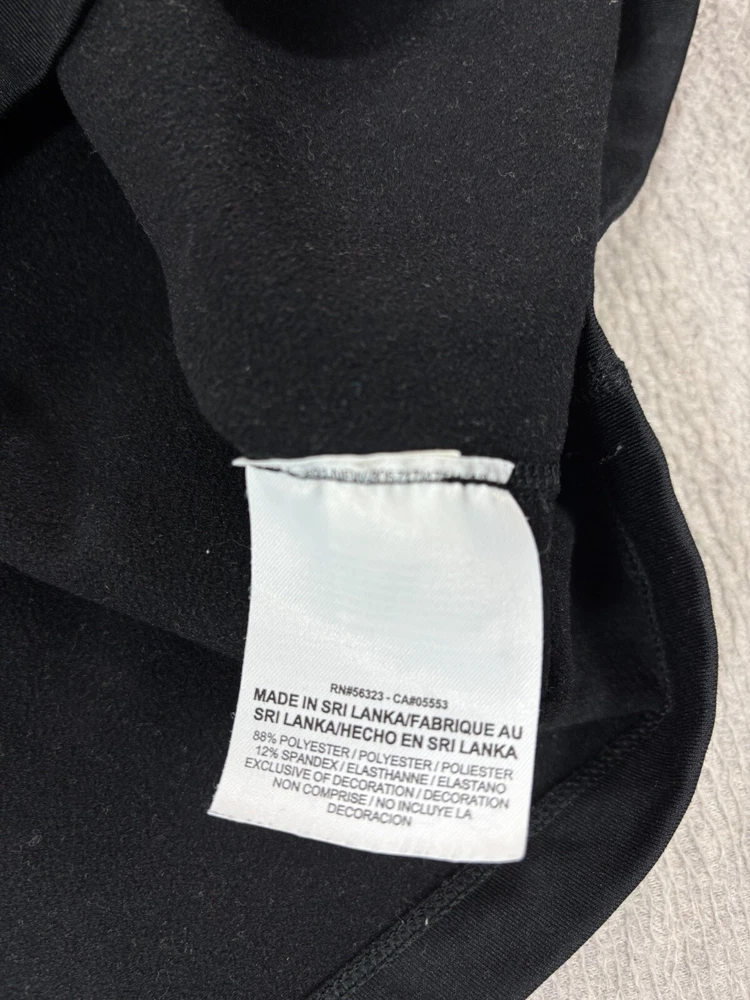 RN#56323 - CA#05553
MADE IN SRI LANKA/FABRIQUE AU
SRI LANKA/HECHO EN SRI LANKA
88% POLYESTER / POLYESTER / POLIESTER
12% SPANDEX / ELASTHANNE / ELASTANO
EXCLUSIVE OF DECORATION / DECORATION
NON COMPRISE / NO INCLUYE LA
DECORACION